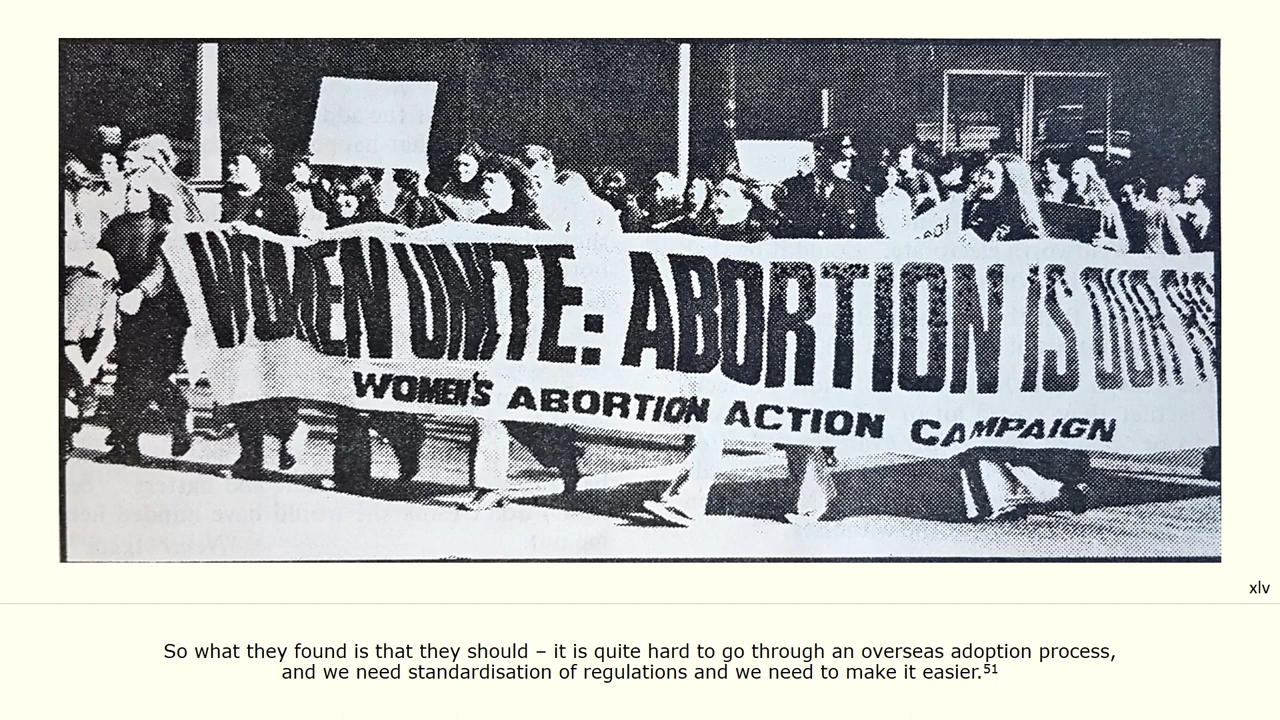 WOMEN UNITE: ABORTION IS OUR
WOMEN'S ABORTION ACTION CAMPAIGN
xlv
So what they found is that they should – it is quite hard to go through an overseas adoption process,
and we need standardisation of regulations and we need to make it easier.⁵¹